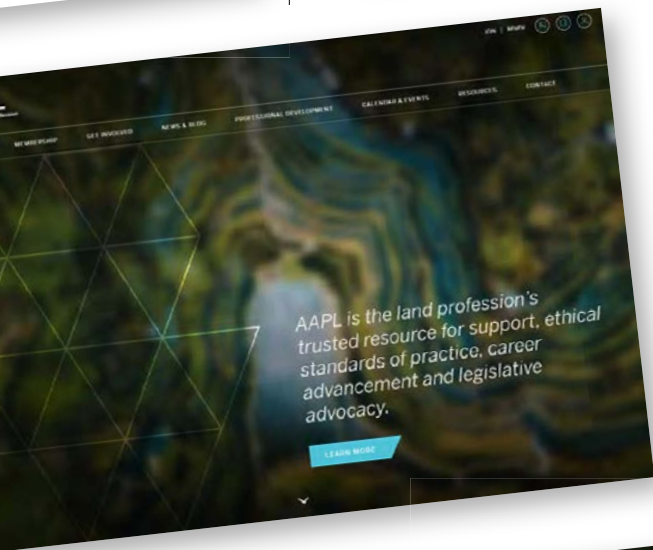 JOIN | RENEW
MEMBERSHIP GET INVOLVED NEWS & BLOG PROFESSIONAL DEVELOPMENT CALENDAR & EVENTS RESOURCES CONTACT
AAPL is the land profession's
trusted resource for support, ethical
standards of practice, career
advancement and legislative
advocacy.
LEARN MORE